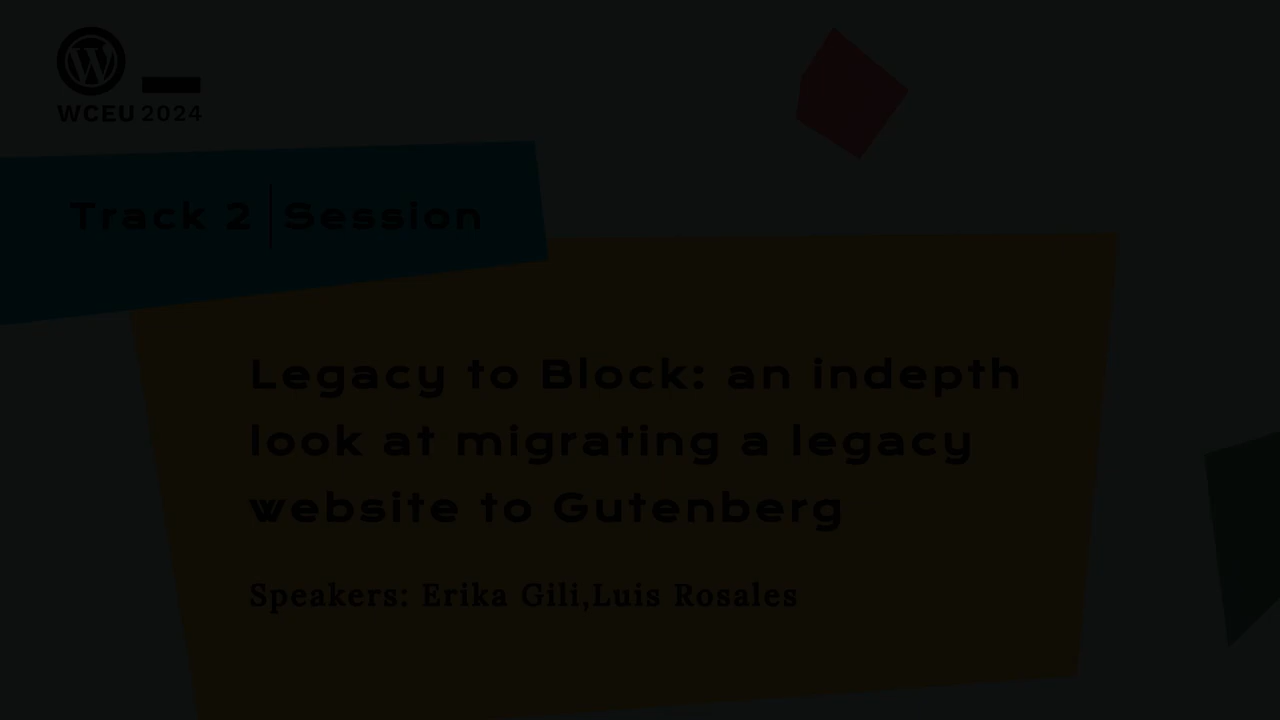 WCEU 2024
Track 2 Session
Legacy to Block: an indepth
look at migrating a legacy
website to Gutenberg
Speakers: Erika Gili,Luis Rosales